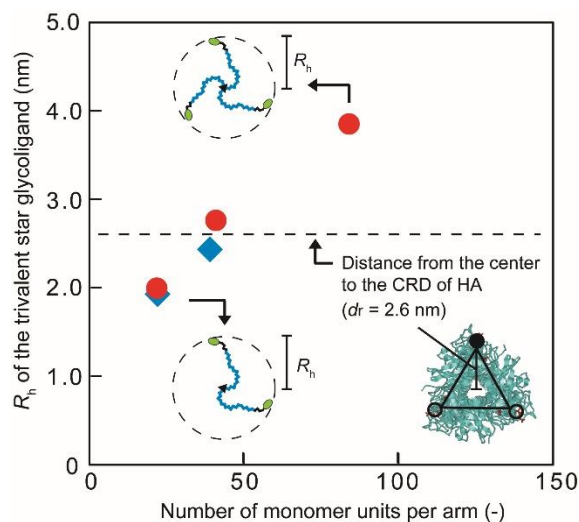 5.0
4.0
3.0
2.0
1.0
0
Rh of the trivalent star glycoligand (nm)
Rh
Distance from the center
to the CRD of HA
(dr = 2.6 nm)
Rh
0
50
100
150
Number of monomer units per arm (-)